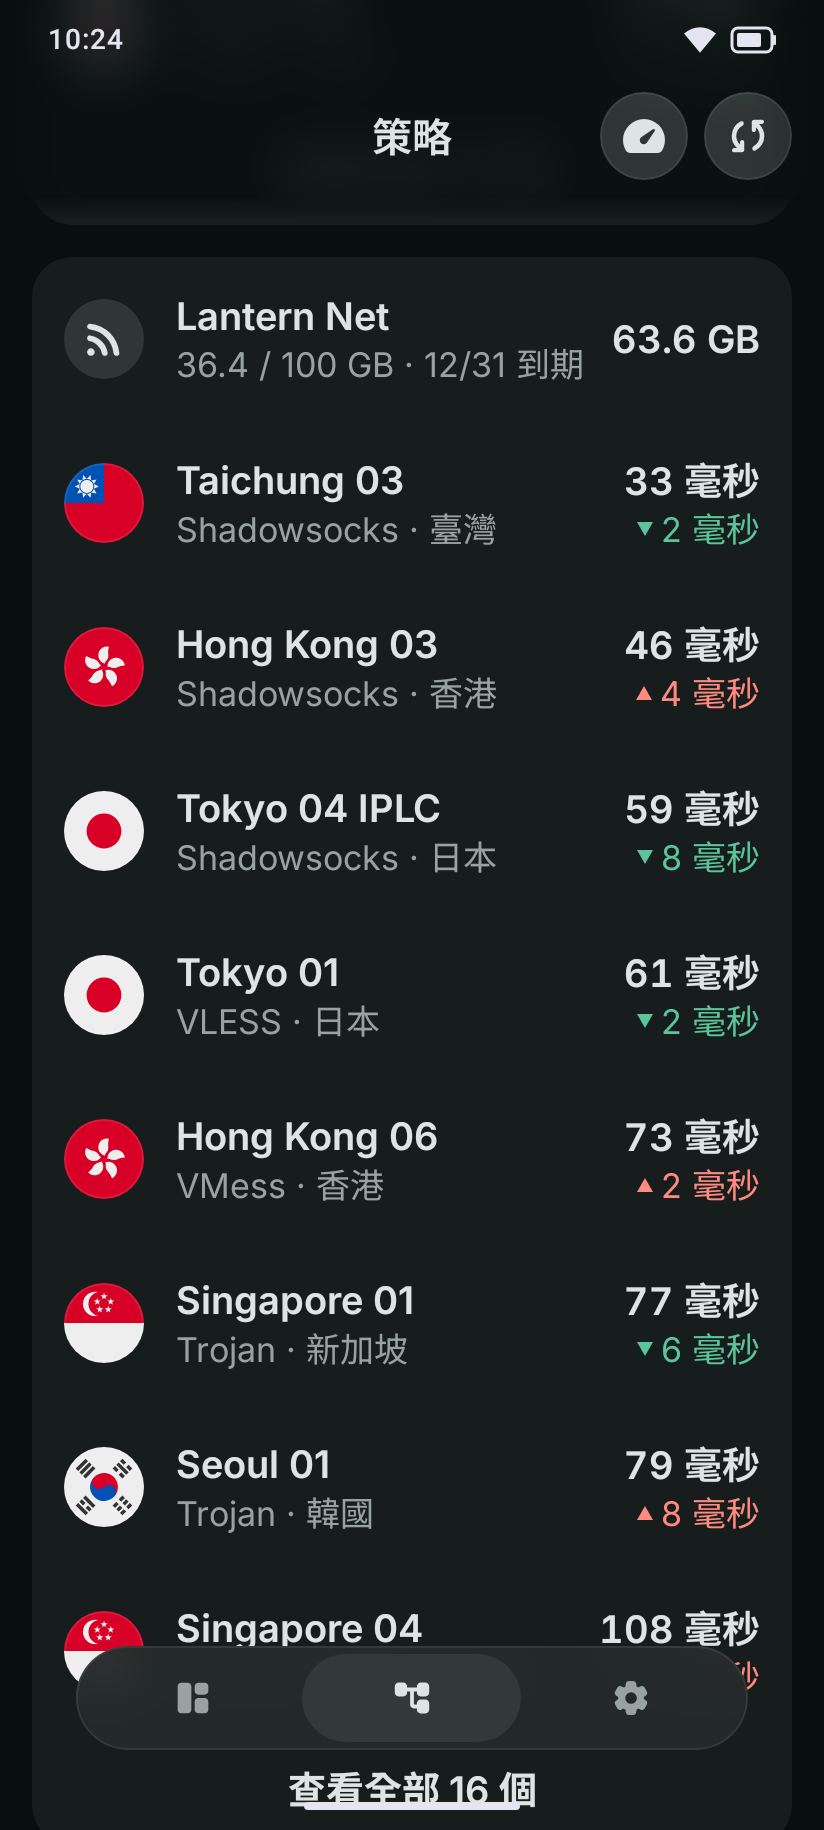 10:24
策略
Lantern Net
63.6 GB
36.4 / 100 GB · 12/31 到期
Taichung 03
33 毫秒
Shadowsocks · 臺灣
▼2 毫秒
Hong Kong 03
46 毫秒
Shadowsocks · 香港
▲4 毫秒
Tokyo 04 IPLC
59 毫秒
Shadowsocks · 日本
▼8 毫秒
Tokyo 01
61 毫秒
VLESS · 日本
▼2 毫秒
Hong Kong 06
73 毫秒
VMess · 香港
▲2 毫秒
Singapore 01
77 毫秒
Trojan · 新加坡
▼6 毫秒
Seoul 01
79 毫秒
Trojan · 韓國
▲8 毫秒
Singapore 04
108 毫秒
查看全部 16 個